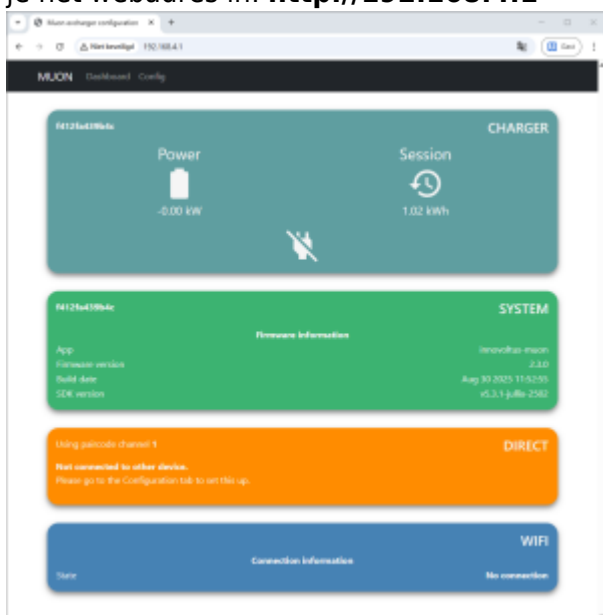 je het webadres in: http://192.168.4.1
Muon evcharger configuration
Niet beveiligd 192.168.4.1
MUON Dashboard Config
CHARGER
Power Session
-0.00 kW 1.02 kWh
SYSTEM
Firmware information
App innovoltus-muon
Firmware version 2.3.0
Build date Aug 30 2025 11:52:55
SDK version
Using paircode channel 1 DIRECT
Not connected to other device.
Please go to the Configuration tab to set this up.
WIFI
Connection information
State No connection